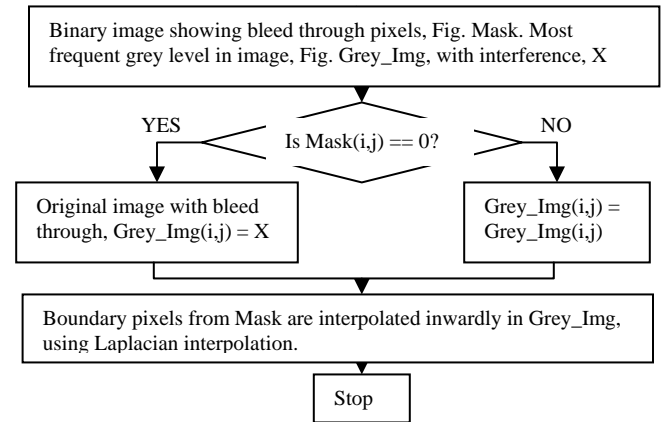 Binary image showing bleed through pixels, Fig. Mask. Most
frequent grey level in image, Fig. Grey_Img, with interference, X
YES
Is Mask(i,j) == 0?
NO
Original image with bleed
through, Grey_Img(i,j) = X
Grey_Img(i,j) =
Grey_Img(i,j)
Boundary pixels from Mask are interpolated inwardly in Grey_Img,
using Laplacian interpolation.
Stop